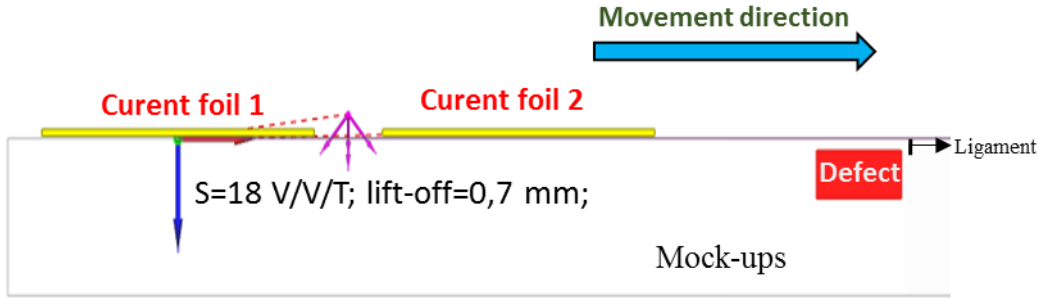 Movement direction
Curent foil 1
Curent foil 2
Ligament
Defect
S=18 V/V/T; lift-off=0,7 mm;
Mock-ups